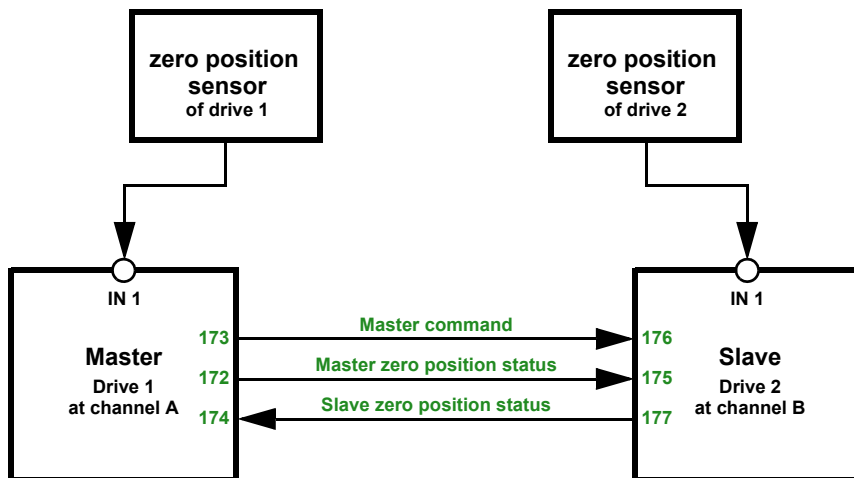 zero position
sensor
of drive 1
zero position
sensor
of drive 2
IN 1
IN 1
Master command
173
176
Master
Slave
Master zero position status
172
175
Drive 1
at channel A
Drive 2
at channel B
Slave zero position status
174
177